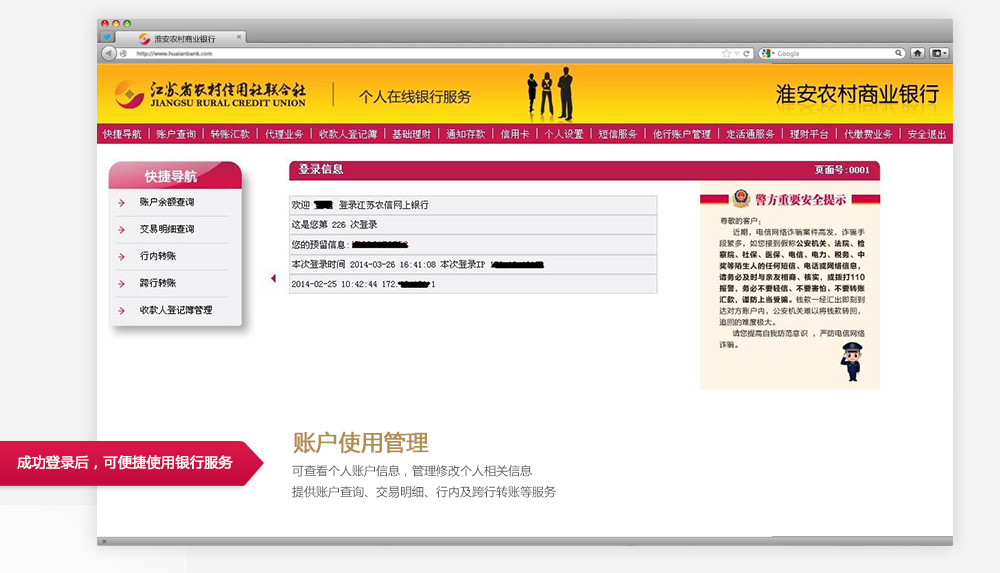 淮安农村商业银行
http://www.huaianbank.com
Google
江苏省农村信用社联合社
JIANGSU RURAL CREDIT UNION
个人在线银行服务
淮安农村商业银行
快捷导航 账户查询 转账汇款 代理业务 收款人登记簿 基础理财 通知存款 信用卡 个人设置 短信服务 他行账户管理 定活通服务 理财平台 代缴费业务 安全退出
快捷导航
账户余额查询
交易明细查询
行内转账
跨行转账
收款人登记簿管理
登录信息 页面号:0001
欢迎 登录江苏农信网上银行
这是您第 226 次登录
您的预留信息:
本次登录时间 2014-03-26 16:41:08 本次登录IP
2014-02-25 10:42:44 172. 1
警方重要安全提示
尊敬的客户:
近期，电信网络诈骗案件高发，诈骗手
段繁多，如您接到假称公安机关、法院、检
察院、社保、医保、电信、电力、税务、中
奖等陌生人的任何短信、电话或网络信息，
请务必及时与亲友相商、核实，或拨打110
报警，务必不要轻信、不要害怕、不要转账
汇款，谨防上当受骗。钱款一经汇出即刻到
达对方账户内，公安机关难以将钱款转回，
追回的难度极大。
请您提高自我防范意识 ，严防电信网络
诈骗。
成功登录后，可便捷使用银行服务
账户使用管理
可查看个人账户信息，管理修改个人相关信息
提供账户查询、交易明细、行内及跨行转账等服务